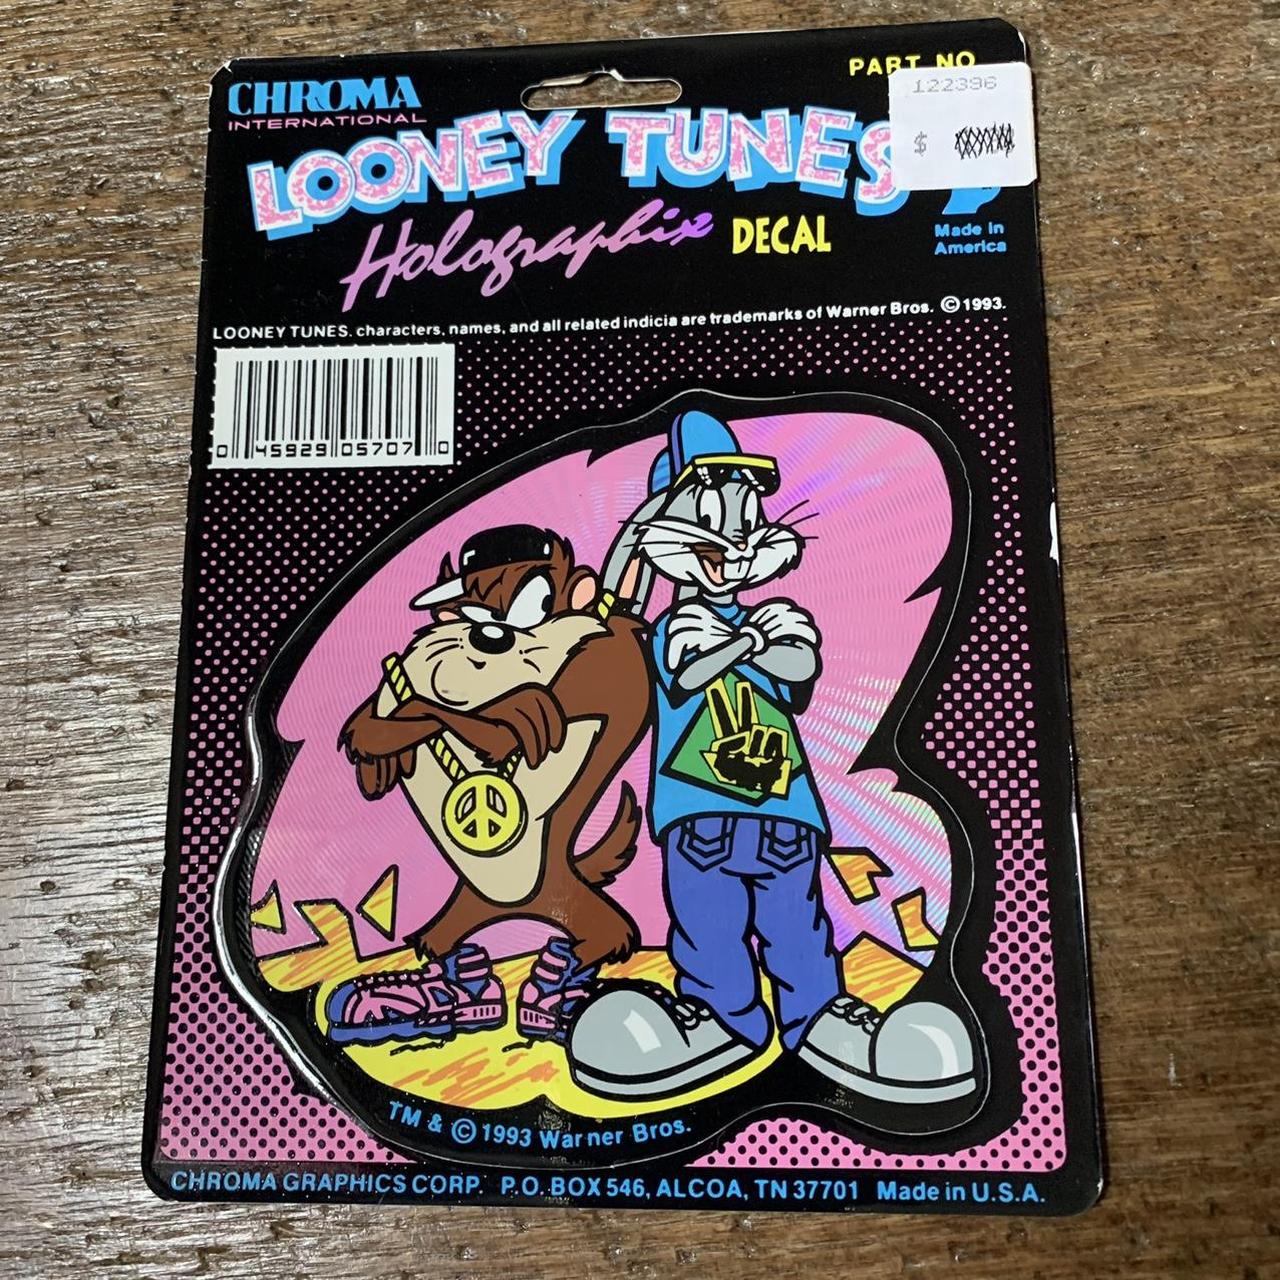 CHROMA
INTERNATIONAL
PART NO
122396
$
LOONEY TUNES
Holographix DECAL
Made in
America
LOONEY TUNES, characters, names, and all related indicia are trademarks of Warner Bros. © 1993.
0 45929 05707 0
TM & © 1993 Warner Bros.
CHROMA GRAPHICS CORP. P.O. BOX 546, ALCOA, TN 37701 Made in U.S.A.